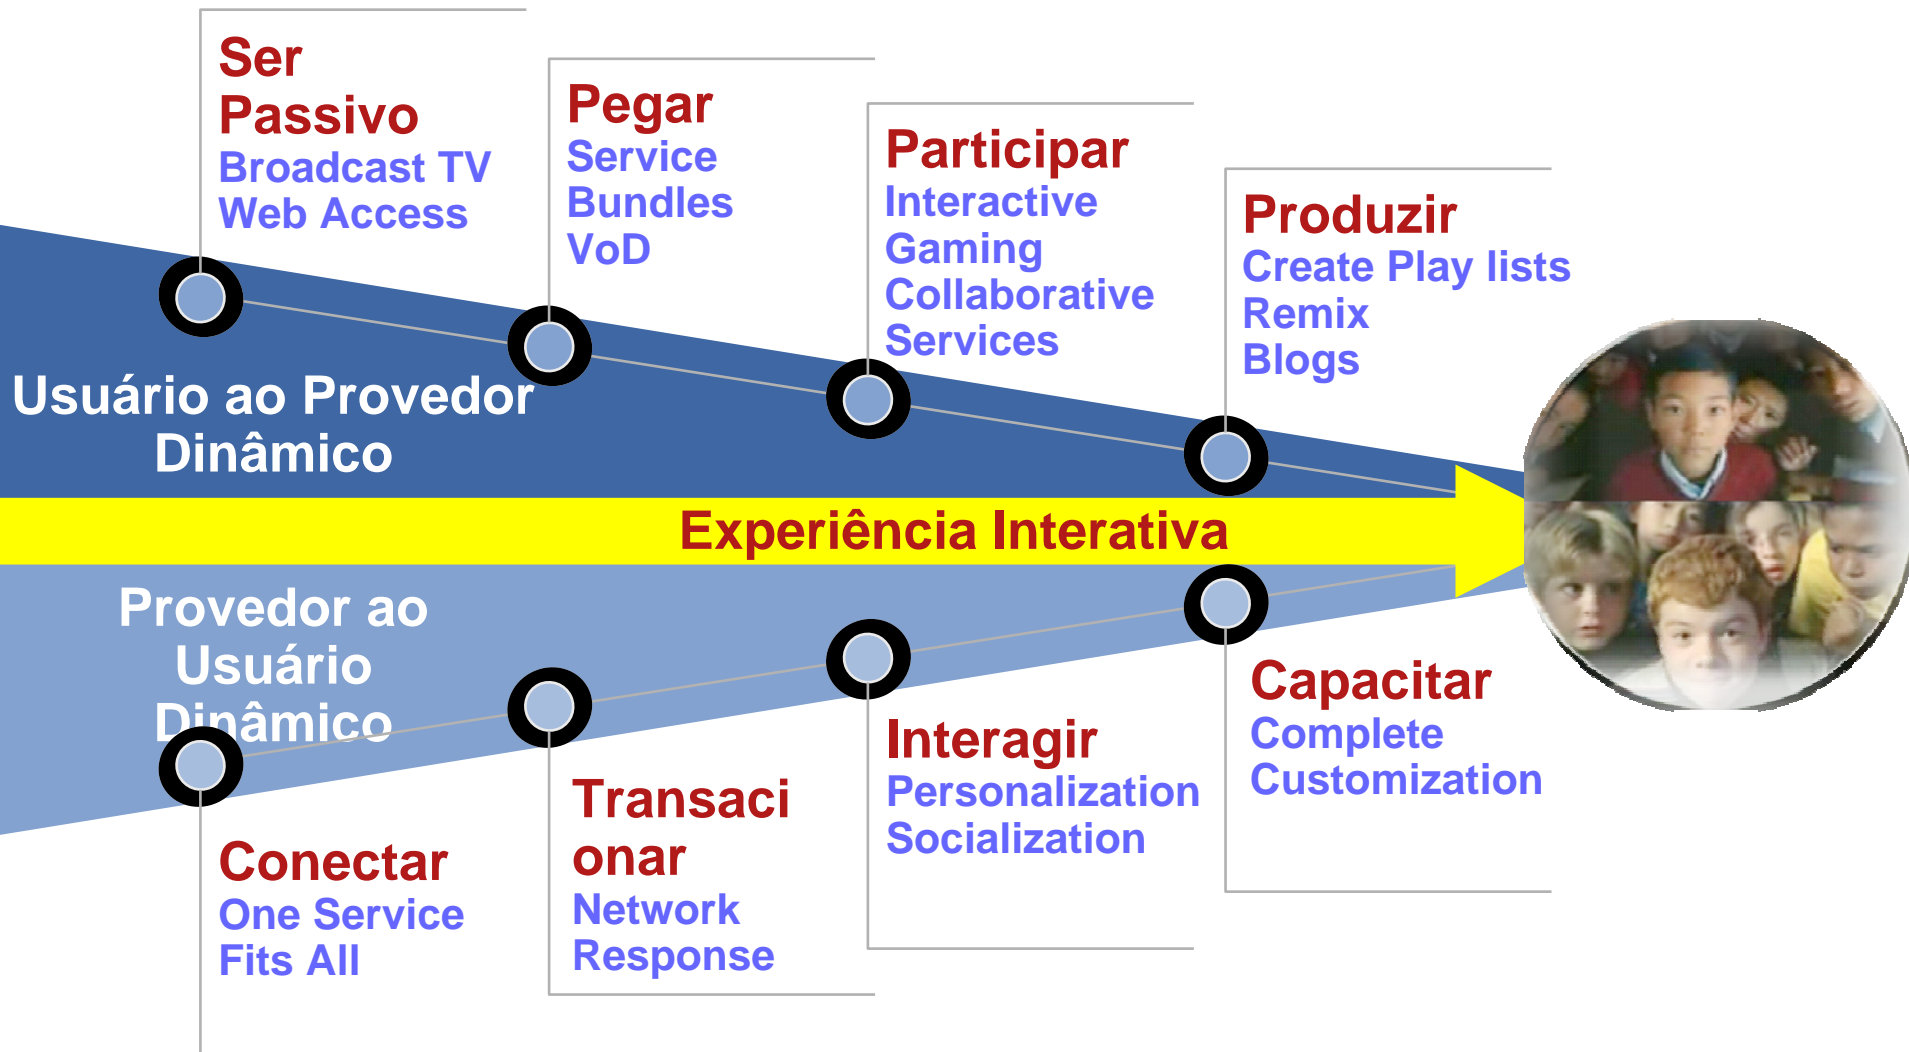 Ser
Passivo
Broadcast TV
Web Access
Pegar
Service
Bundles
VoD
Participar
Interactive
Gaming
Collaborative
Services
Produzir
Create Play lists
Remix
Blogs
Usuário ao Provedor
Dinâmico
Experiência Interativa
Provedor ao
Usuário
Dinâmico
Conectar
One Service
Fits All
Transaci
onar
Network
Response
Interagir
Personalization
Socialization
Capacitar
Complete
Customization